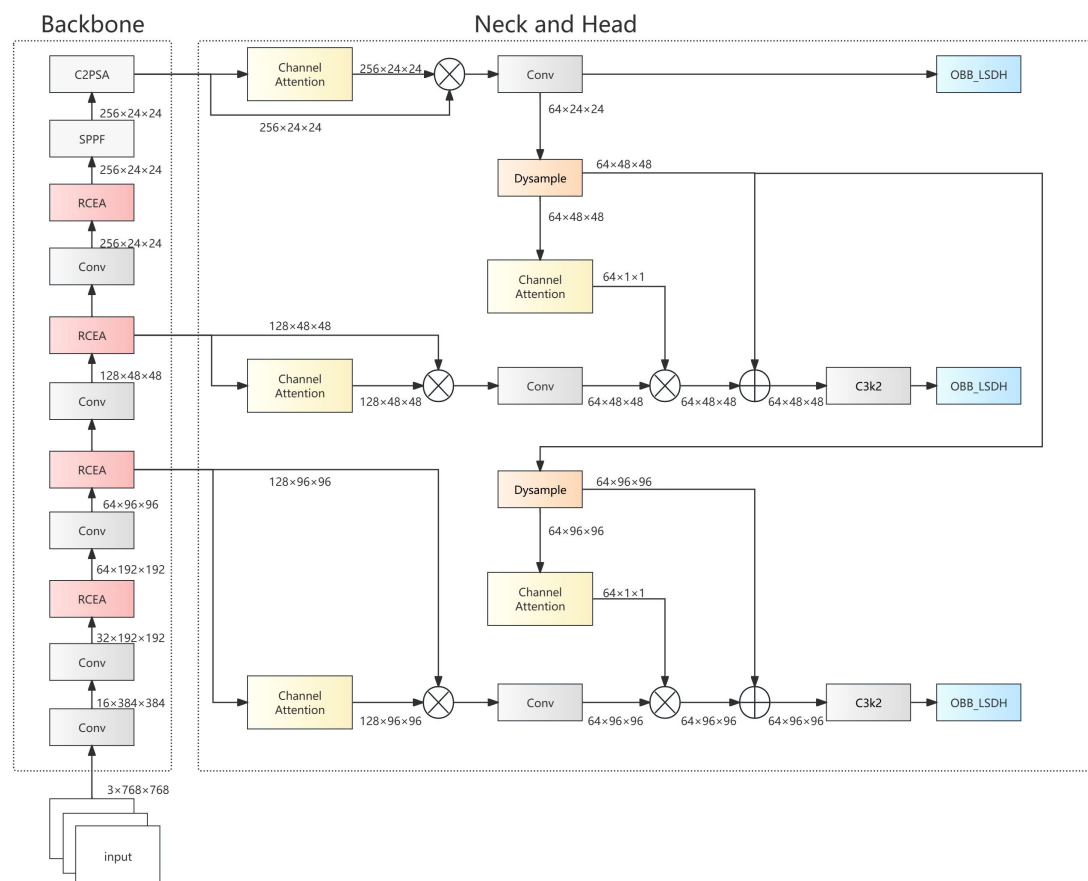 Backbone
Neck and Head
C2PSA
256×24×24
SPPF
256×24×24
RCEA
256×24×24
Conv
RCEA
128×48×48
Conv
RCEA
64×96×96
Conv
64×192×192
RCEA
32×192×192
Conv
16×384×384
Conv
3×768×768
input
Channel
Attention
256×24×24
256×24×24
Conv
OBB_LSDH
64×24×24
Dysample
64×48×48
64×48×48
Channel
Attention
64×1×1
128×48×48
Channel
Attention
128×48×48
Conv
64×48×48
64×48×48
64×48×48
C3k2
OBB_LSDH
128×96×96
Dysample
64×96×96
64×96×96
Channel
Attention
64×1×1
Channel
Attention
128×96×96
Conv
64×96×96
64×96×96
64×96×96
C3k2
OBB_LSDH